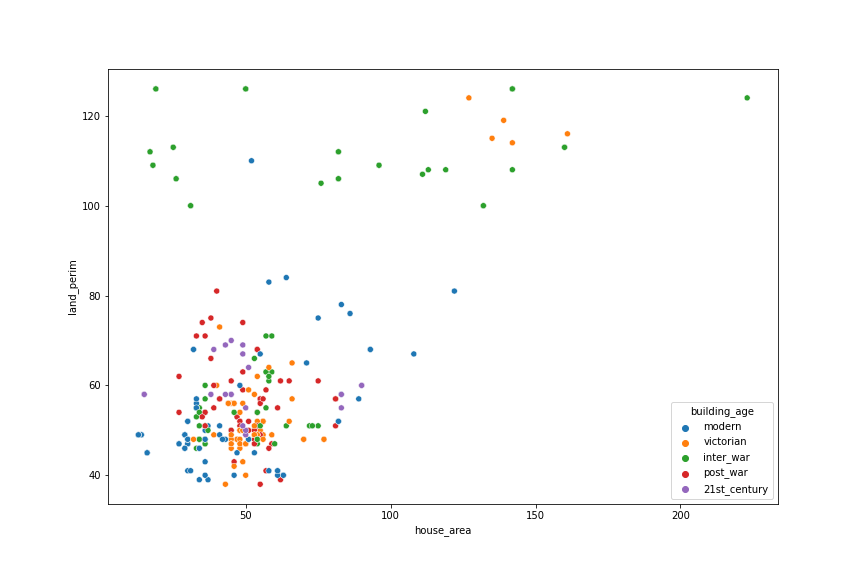 120
100
80
60
40
land_perim
50
100
150
200
house_area
building_age
modern
victorian
inter_war
post_war
21st_century